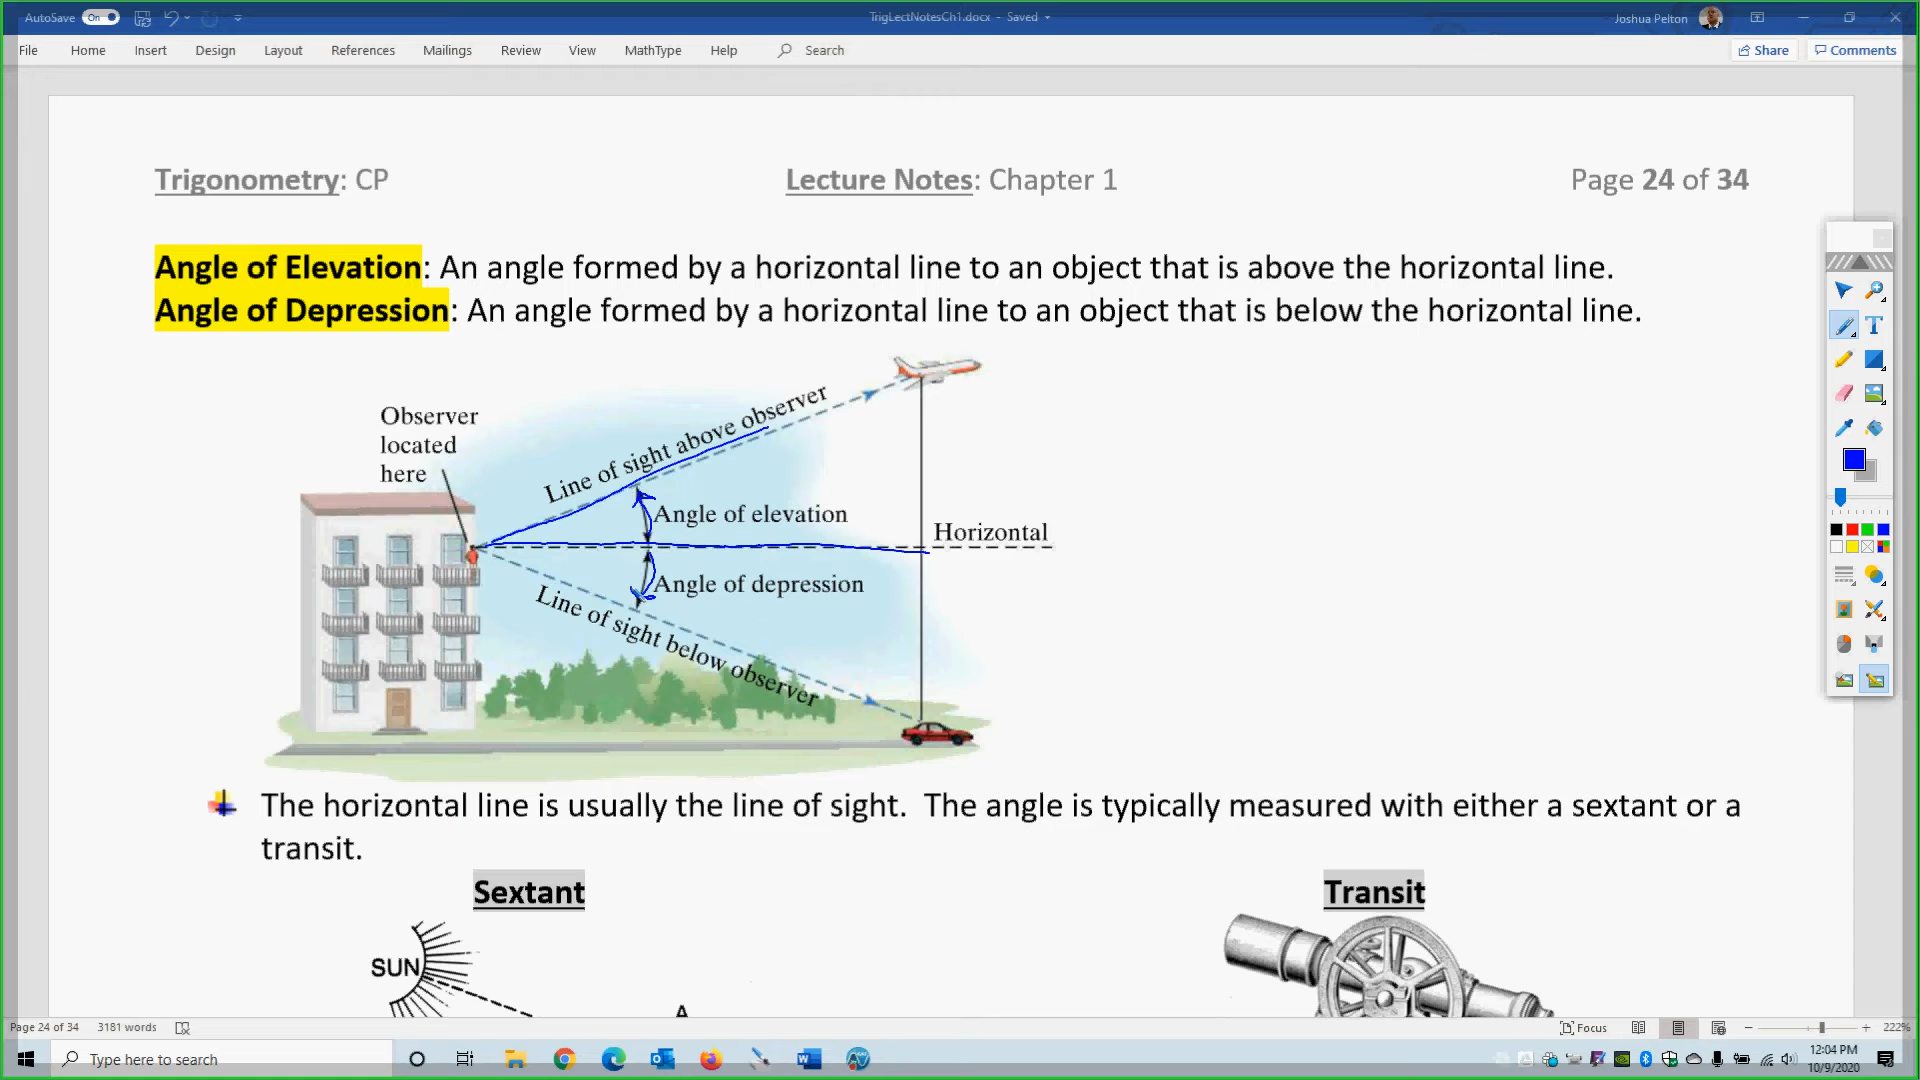 AutoSave On TrigLectNotesCh1.docx - Saved Joshua Pelton
File Home Insert Design Layout References Mailings Review View MathType Help Search Share Comments
Trigonometry: CP Lecture Notes: Chapter 1 Page 24 of 34
Angle of Elevation: An angle formed by a horizontal line to an object that is above the horizontal line.
Angle of Depression: An angle formed by a horizontal line to an object that is below the horizontal line.
Observer
located
here
Line of sight above observer
Angle of elevation
Horizontal
Angle of depression
Line of sight below observer
The horizontal line is usually the line of sight. The angle is typically measured with either a sextant or a
transit.
Sextant Transit
SUN
A
Page 24 of 34 3181 words Focus 222%
Type here to search 12:04 PM
10/9/2020